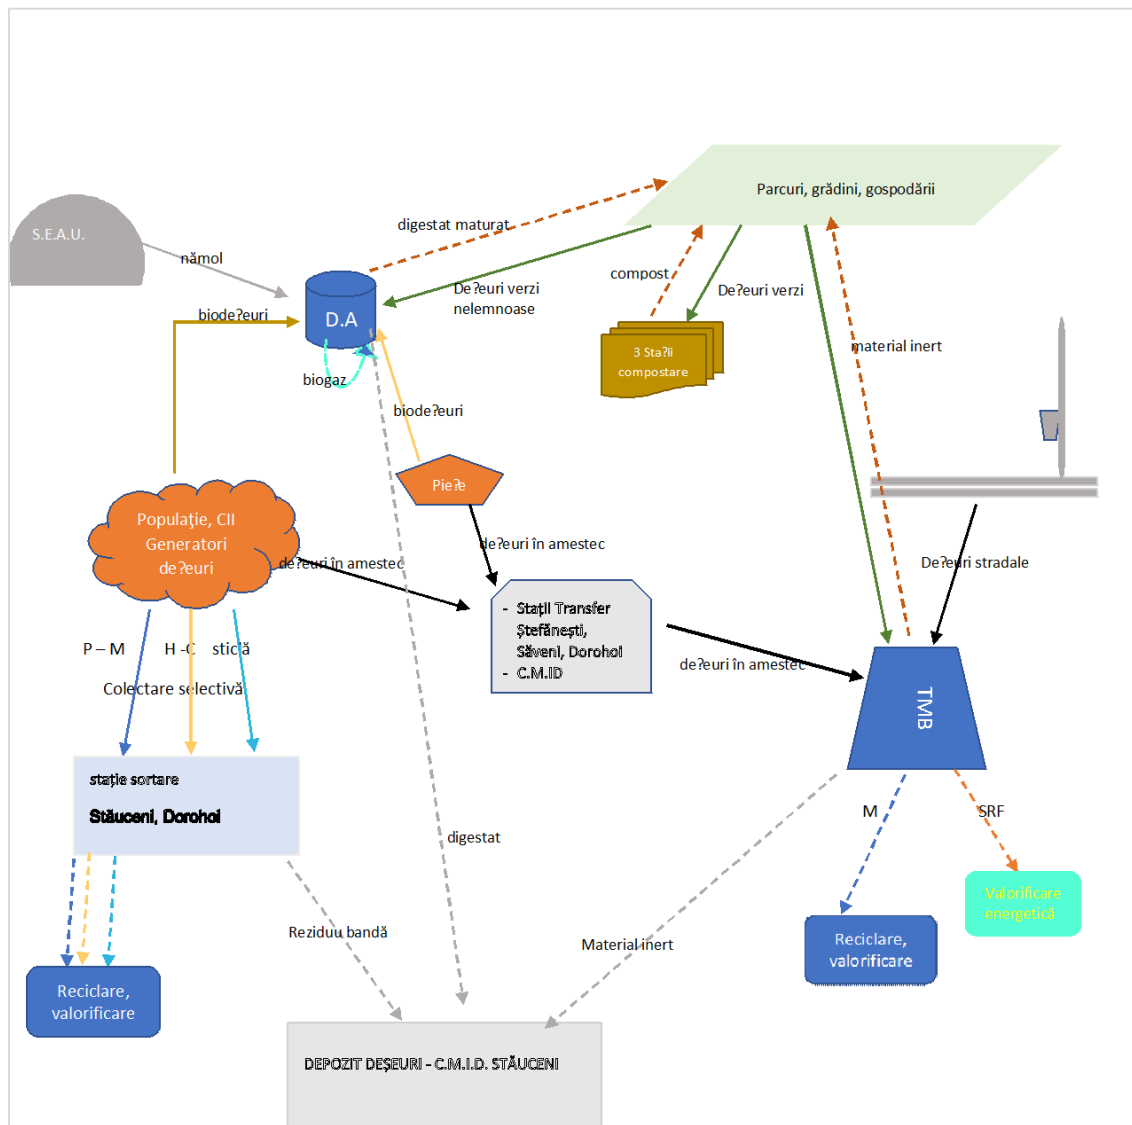 Parcuri, grădini, gospodării
S.E.A.U.
digestat maturat
nămol
compost
De?euri verzi
nelemnoase
De?euri verzi
biode?euri
D.A
material inert
3 Sta?ii
compostare
biogaz
biode?euri
Pie?e
Populaţie, CII
Generatori
de?euri
de?euri în amestec
de?euri în amestec
De?euri stradale
- Staţii Transfer
Ştefăneşti,
Săveni, Dorohoi
- C.M.ID
P – M
H -C
sticlă
de?euri în amestec
Colectare selectivă
TMB
staţie sortare
Stăuceni, Dorohoi
M
SRF
digestat
Valorificare
energetică
Reziduu bandă
Material inert
Reciclare,
valorificare
Reciclare,
valorificare
DEPOZIT DEŞEURI - C.M.I.D. STĂUCENI